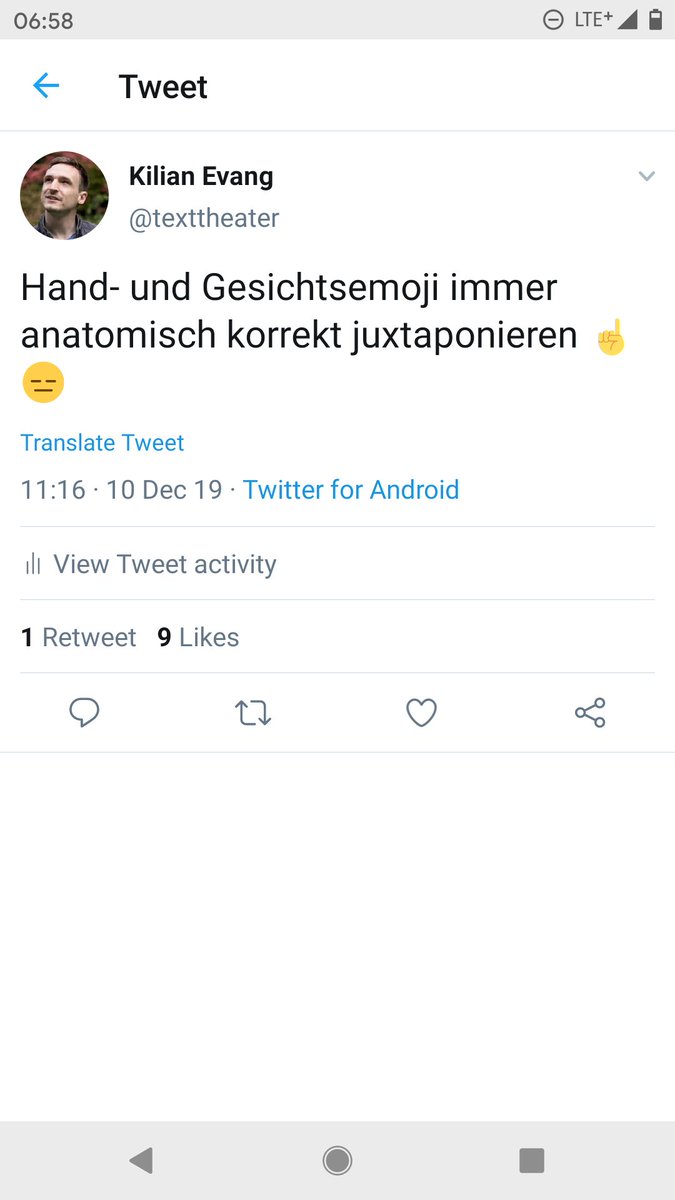 06:58 LTE+
Tweet
Kilian Evang
@texttheater
Hand- und Gesichtsemoji immer
anatomisch korrekt juxtaponieren ☝️
😑
Translate Tweet
11:16 · 10 Dec 19 · Twitter for Android
View Tweet activity
1 Retweet 9 Likes